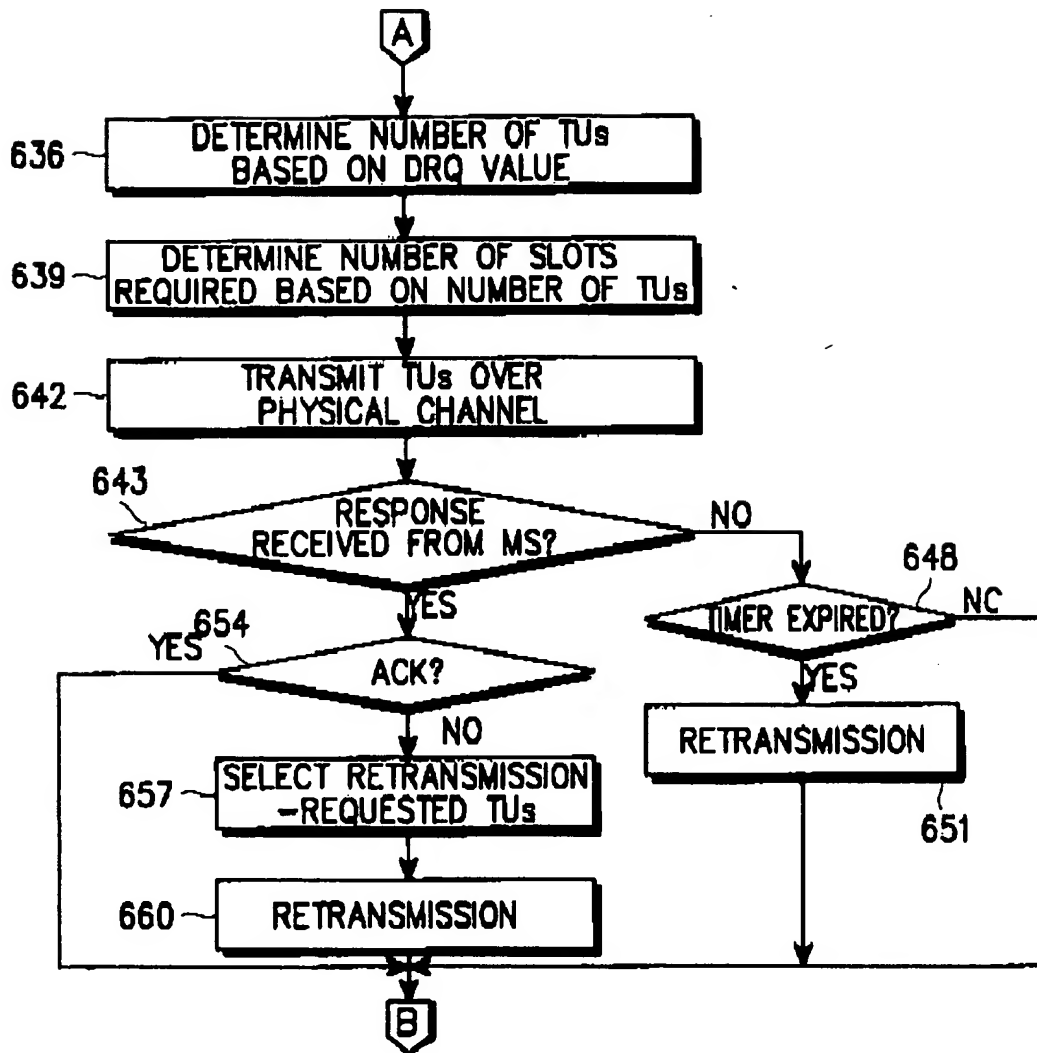 A
636
DETERMINE NUMBER OF TUs
BASED ON DRQ VALUE
639
DETERMINE NUMBER OF SLOTS
REQUIRED BASED ON NUMBER OF TUs
642
TRANSMIT TUs OVER
PHYSICAL CHANNEL
643
RESPONSE
RECEIVED FROM MS?
NO
YES
648
TIMER EXPIRED?
NC
YES
654
YES
ACK?
NO
RETRANSMISSION
651
657
SELECT RETRANSMISSION
-REQUESTED TUs
660
RETRANSMISSION
B